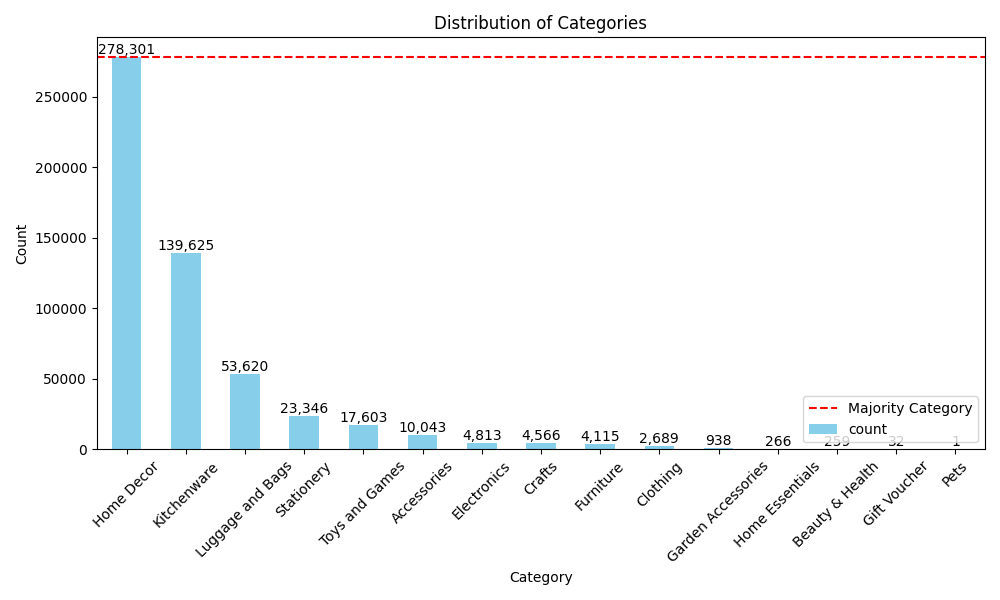 Distribution of Categories
Count
250000
200000
150000
100000
50000
0
278,301
139,625
53,620
23,346
17,603
10,043
4,813
4,566
4,115
2,689
938
266
259
32
1
Majority Category
count
Home Decor
Kitchenware
Luggage and Bags
Stationery
Toys and Games
Accessories
Electronics
Crafts
Furniture
Clothing
Garden Accessories
Home Essentials
Beauty & Health
Gift Voucher
Pets
Category